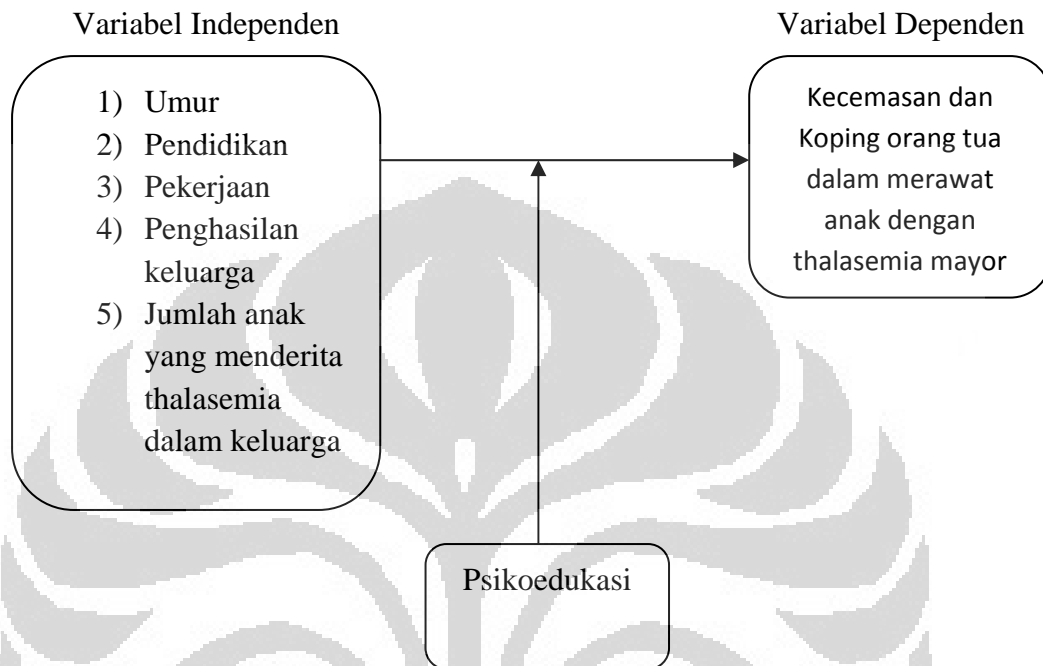 Variabel Independen
Variabel Dependen
1) Umur
2) Pendidikan
3) Pekerjaan
4) Penghasilan
keluarga
5) Jumlah anak
yang menderita
thalasemia
dalam keluarga
Kecemasan dan
Koping orang tua
dalam merawat
anak dengan
thalasemia mayor
Psikoedukasi